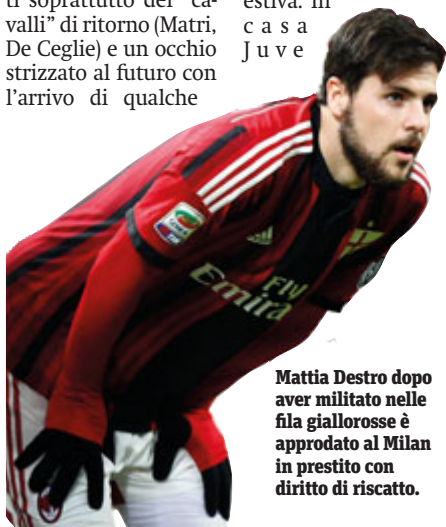 ti soprattutto dei "ca-
valli" di ritorno (Matri,
De Ceglie) e un occhio
strizzato al futuro con
l'arrivo di qualche
estiva. In
casa
Juve
Fly
Emira
Mattia Destro dopo
aver militato nelle
fila giallorosse è
approdato al Milan
in prestito con
diritto di riscatto.